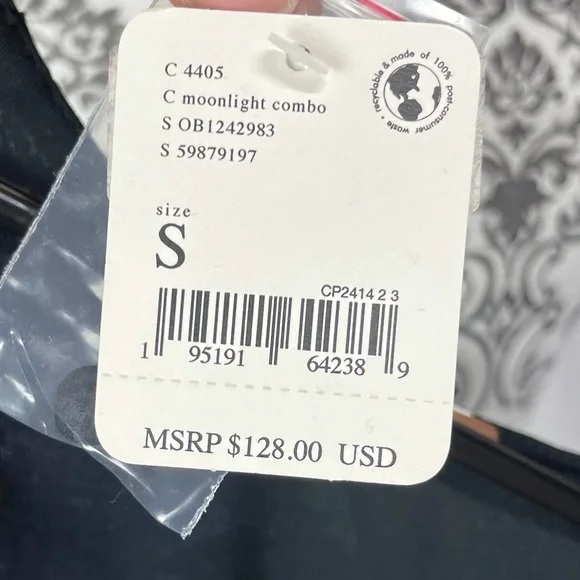 C 4405
C moonlight combo
S OB1242983
S 59879197
recyclable & made of 100% post-consumer waste •
size
S
CP2414 2 3
1 95191 64238 9
MSRP $128.00 USD